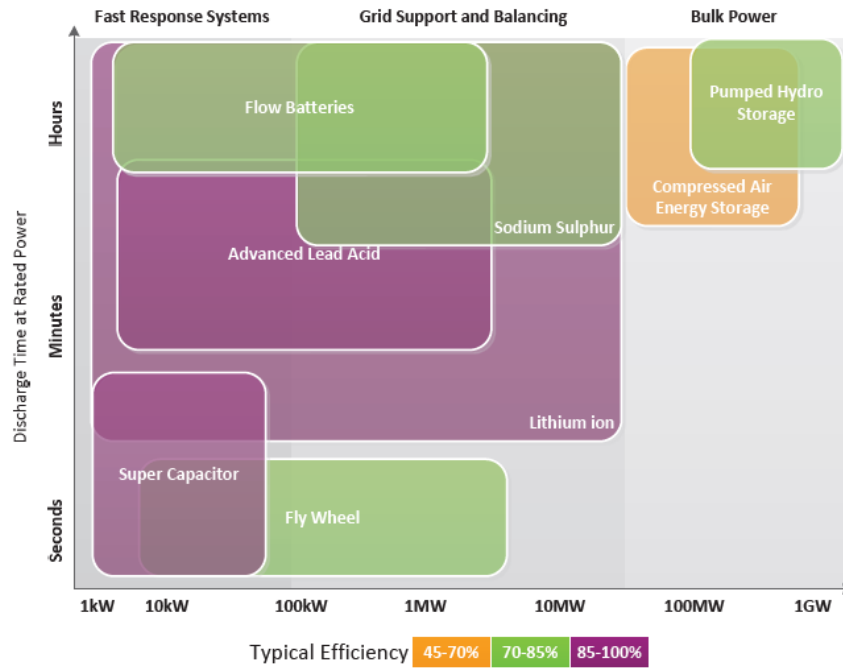 Fast Response Systems
Grid Support and Balancing
Bulk Power
Discharge Time at Rated Power
Hours
Minutes
Seconds
Flow Batteries
Pumped Hydro
Storage
Compressed Air
Energy Storage
Sodium Sulphur
Advanced Lead Acid
Lithium ion
Super Capacitor
Fly Wheel
1kW
10kW
100kW
1MW
10MW
100MW
1GW
Typical Efficiency
45-70%
70-85%
85-100%